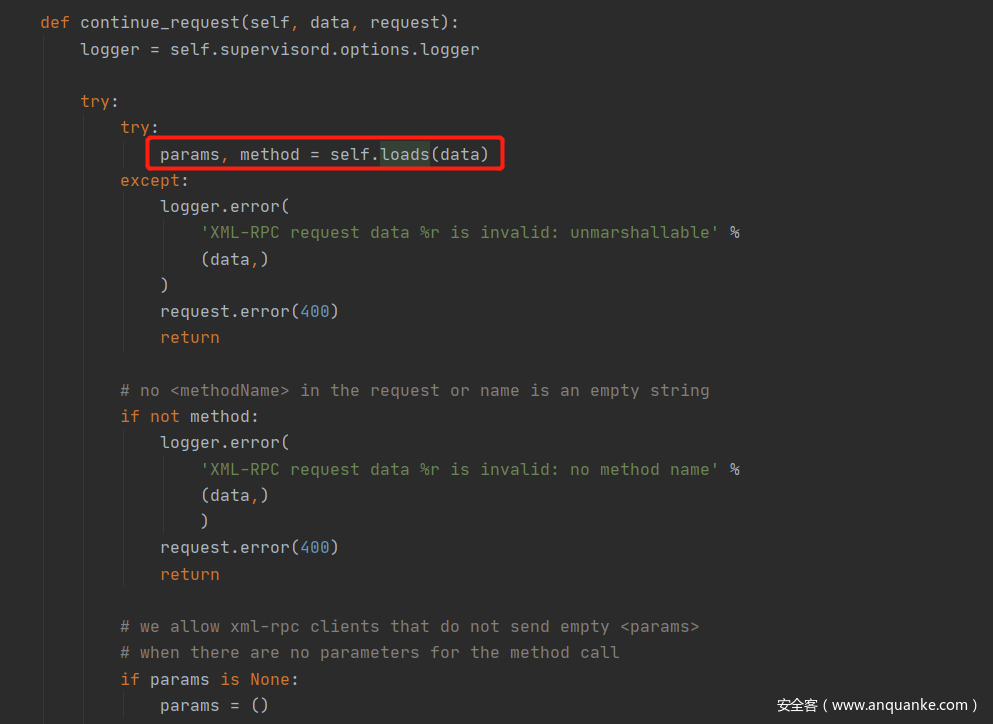 def continue_request(self, data, request):
    logger = self.supervisord.options.logger

    try:
        try:
            params, method = self.loads(data)
        except:
            logger.error(
                'XML-RPC request data %r is invalid: unmarshallable' %
                (data,)
            )
            request.error(400)
            return

        # no <methodName> in the request or name is an empty string
        if not method:
            logger.error(
                'XML-RPC request data %r is invalid: no method name' %
                (data,)
                )
            request.error(400)
            return

        # we allow xml-rpc clients that do not send empty <params>
        # when there are no parameters for the method call
        if params is None:
            params = ()
安全客（www.anquanke.com）